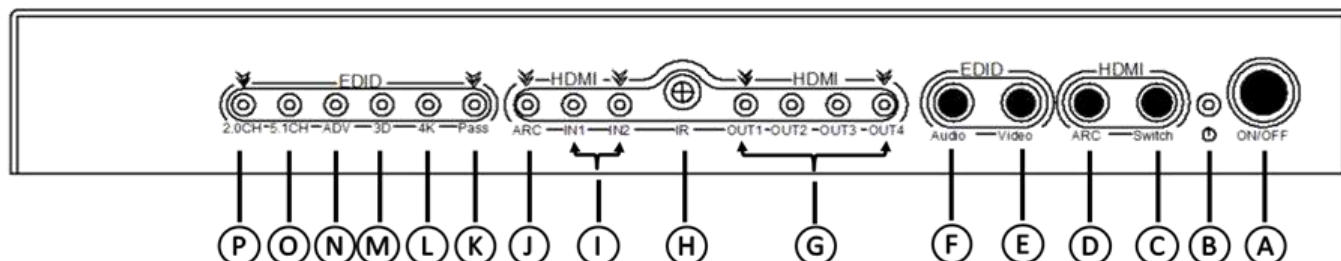 EDID HDMI HDMI EDID HDMI
2.0CH 5.1CH ADV 3D 4K Pass ARC IN1 IN2 IR OUT1 OUT2 OUT3 OUT4 Audio Video ARC Switch ON/OFF
P O N M L K J I H G F E D C B A